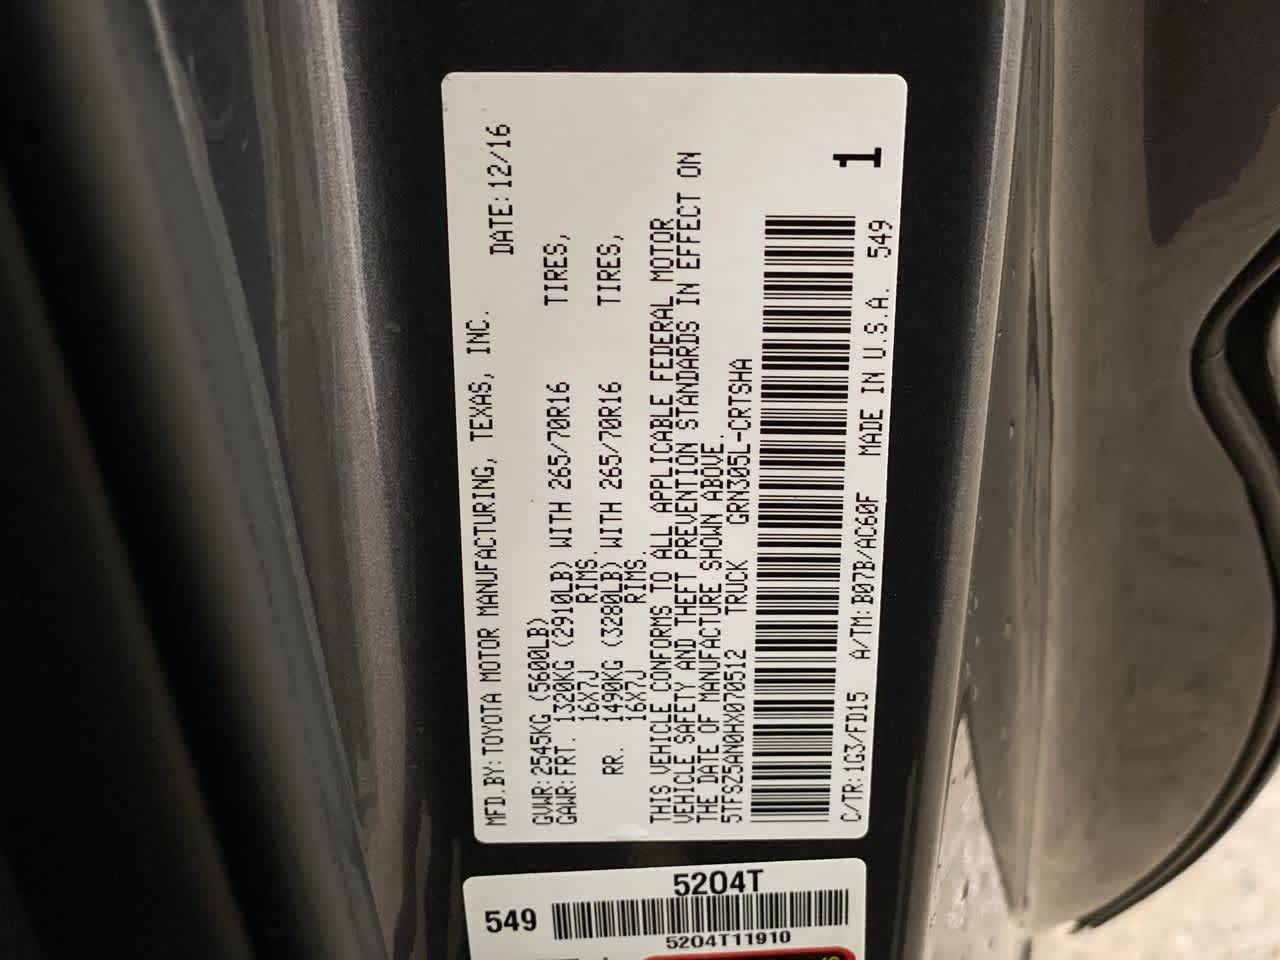 MFD.BY:TOYOTA MOTOR MANUFACTURING, TEXAS, INC.
DATE:12/16
GVWR:2545KG (5600LB)
GAWR:FRT. 1320KG (2910LB) WITH 265/70R16 TIRES,
16X7J RIMS.
RR. 1490KG (3280LB) WITH 265/70R16 TIRES,
16X7J RIMS.
THIS VEHICLE CONFORMS TO ALL APPLICABLE FEDERAL MOTOR
VEHICLE SAFETY AND THEFT PREVENTION STANDARDS IN EFFECT ON
THE DATE OF MANUFACTURE SHOWN ABOVE.
5TFSZ5AN0HX070512 TRUCK GRN305L-CRTSHA
1
C/TR:1G3/FD15 A/TM:B07B/AC60F MADE IN U.S.A. 549
5204T
549
5204T11910